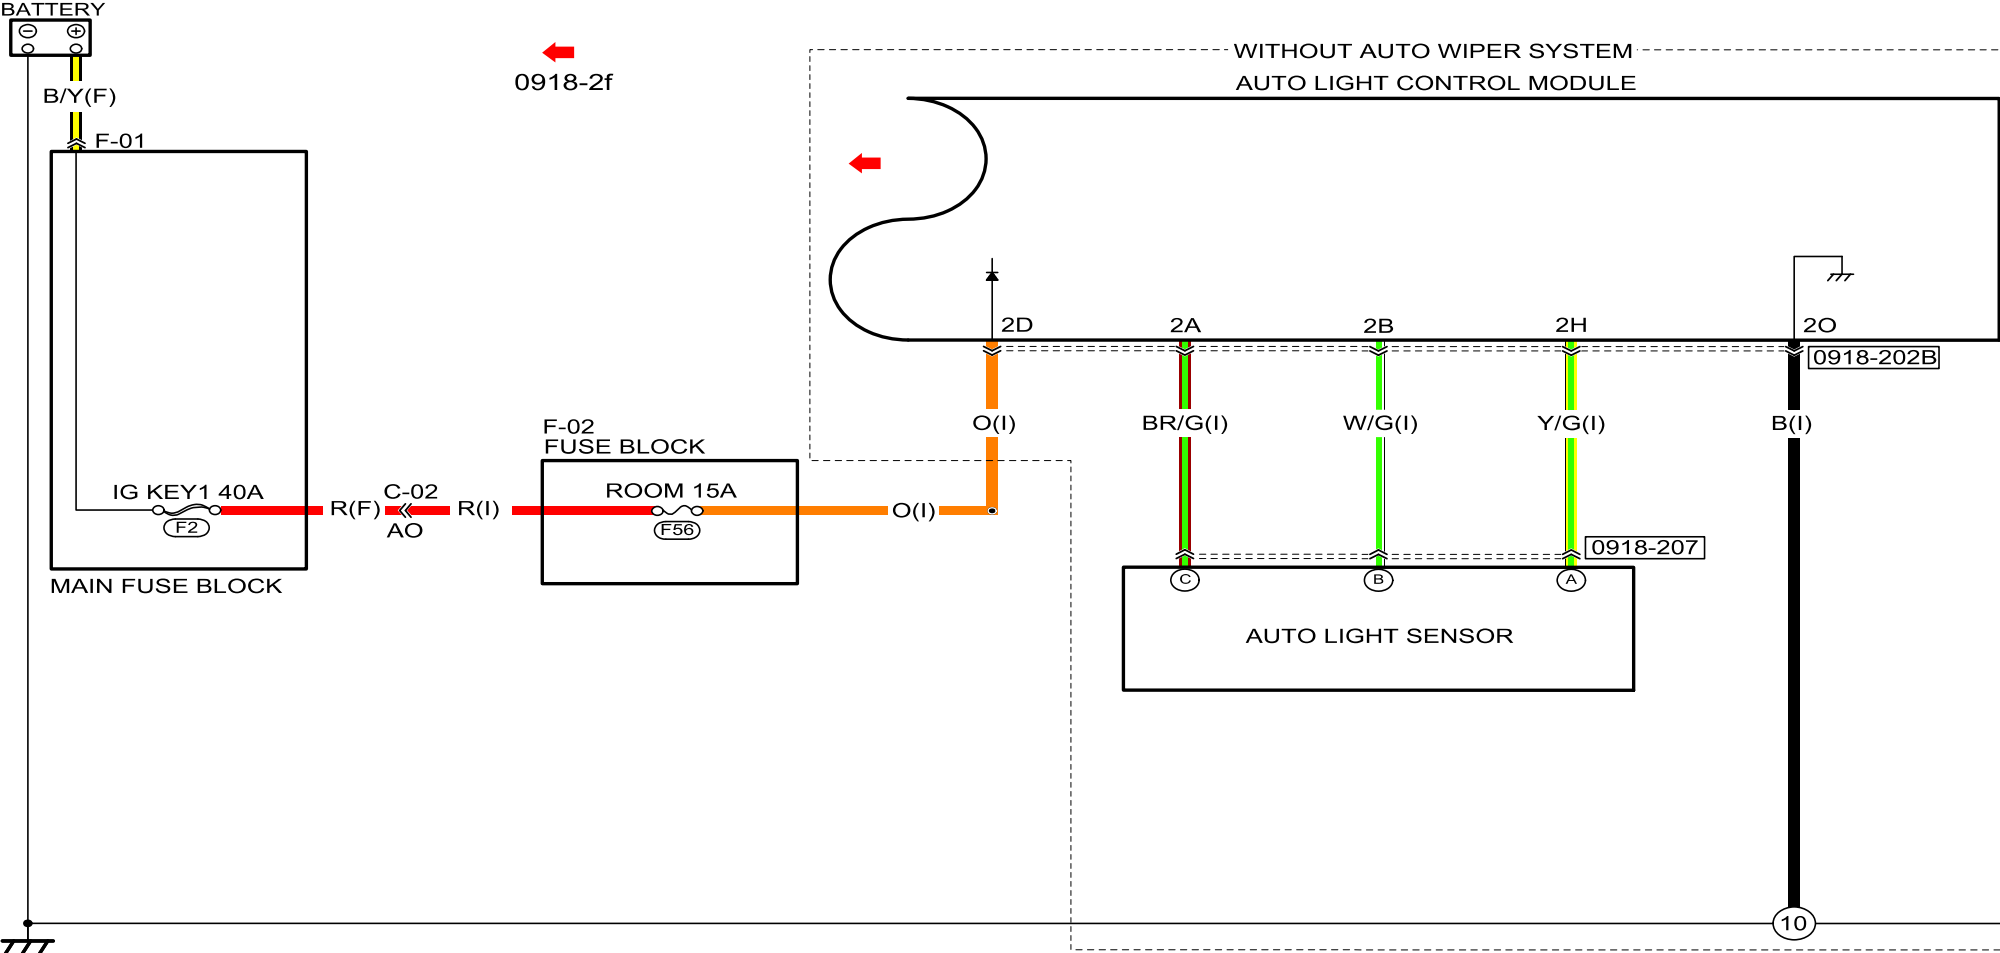 BATTERY
− +
B/Y(F)
F-01
0918-2f
WITHOUT AUTO WIPER SYSTEM
AUTO LIGHT CONTROL MODULE
2D 2A 2B 2H 2O
0918-202B
O(I) BR/G(I) W/G(I) Y/G(I) B(I)
F-02
FUSE BLOCK
IG KEY1 40A
F2
R(F)
C-02
AO
R(I)
ROOM 15A
F56
O(I)
MAIN FUSE BLOCK
0918-207
C B A
AUTO LIGHT SENSOR
10